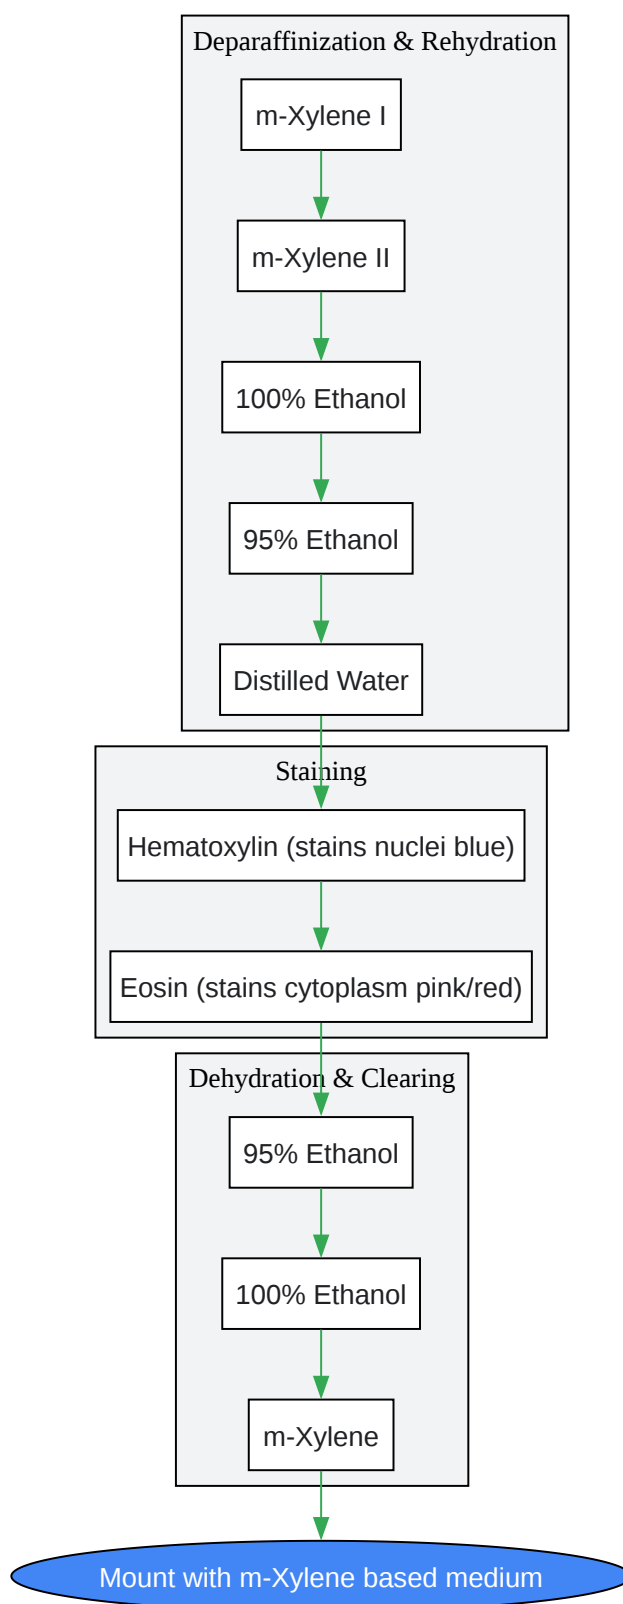 Deparaffinization & Rehydration
m-Xylene I
m-Xylene II
100% Ethanol
95% Ethanol
Distilled Water
Staining
Hematoxylin (stains nuclei blue)
Eosin (stains cytoplasm pink/red)
Dehydration & Clearing
95% Ethanol
100% Ethanol
m-Xylene
Mount with m-Xylene based medium